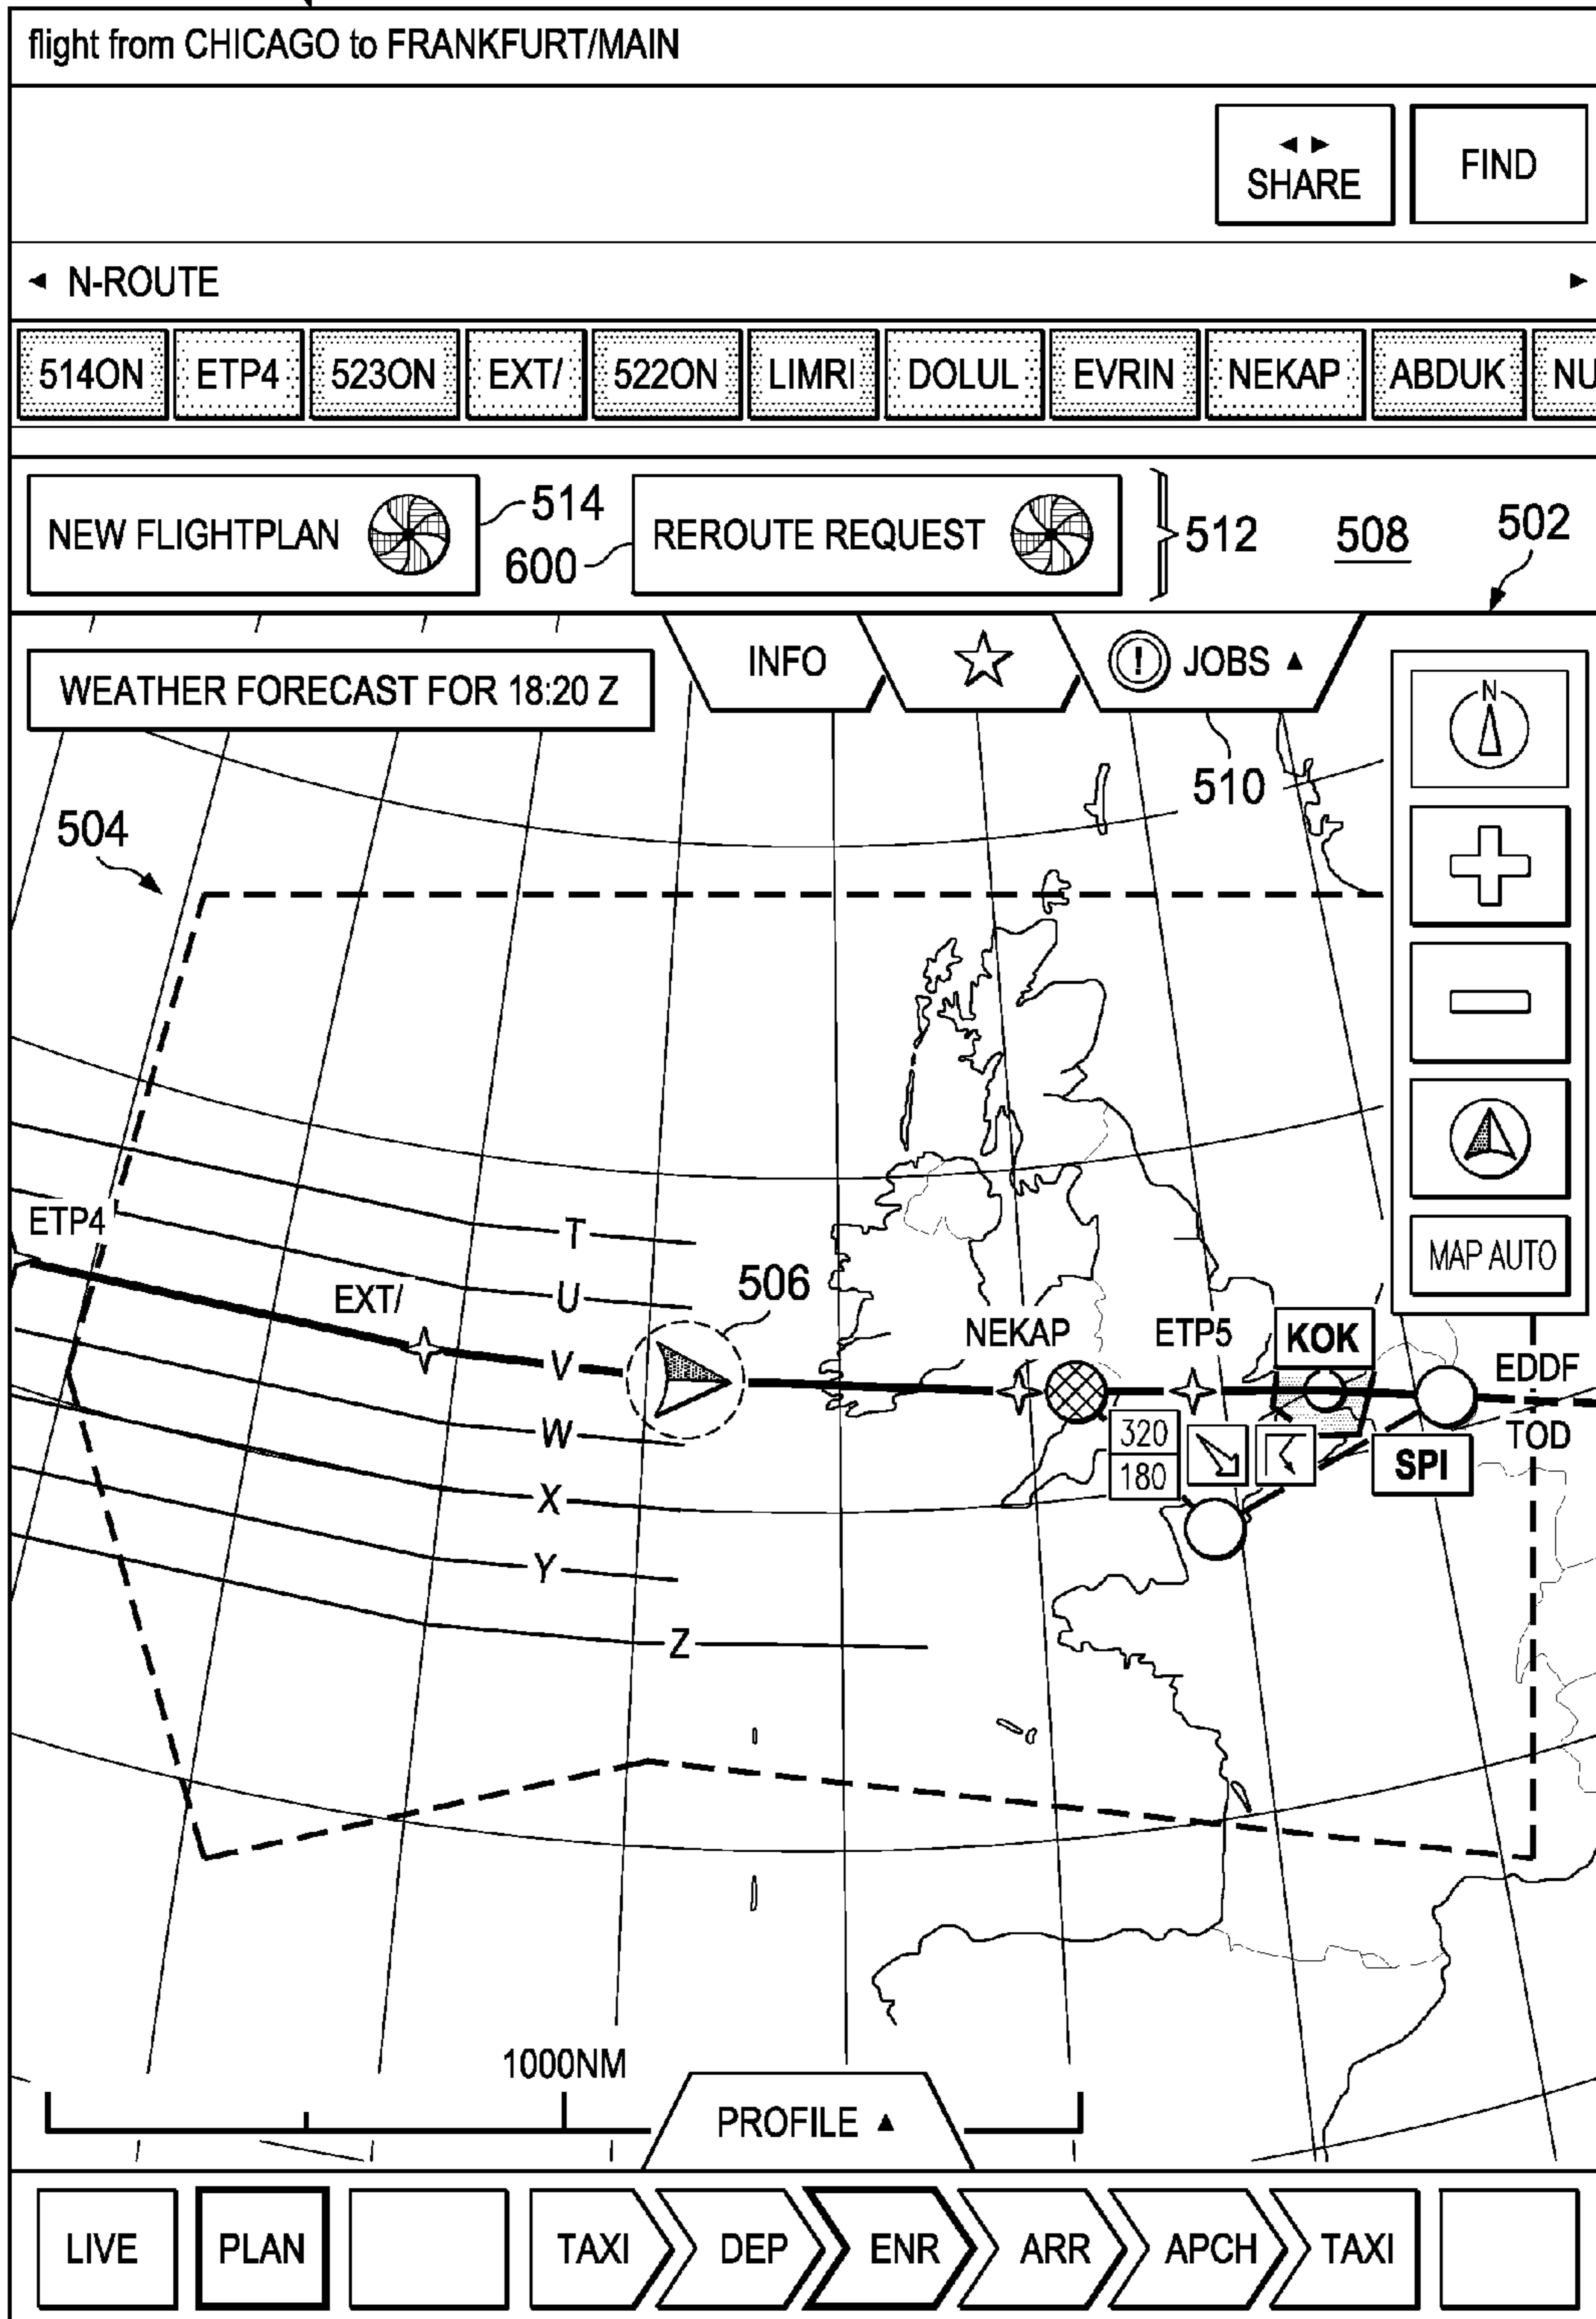 flight from CHICAGO to FRANKFURT/MAIN
SHARE
FIND
N-ROUTE
514ON ETP4 523ON EXT/ 522ON LIMRI DOLUL EVRIN NEKAP ABDUK NU
NEW FLIGHTPLAN
514
600
REROUTE REQUEST
512
508
502
WEATHER FORECAST FOR 18:20 Z
INFO
! JOBS
N
510
504
ETP4
T
EXT/
U
506
V
NEKAP
ETP5
KOK
MAP AUTO
EDDF
W
320
180
TOD
SPI
X
Y
Z
1000NM
PROFILE
LIVE
PLAN
TAXI
DEP
ENR
ARR
APCH
TAXI